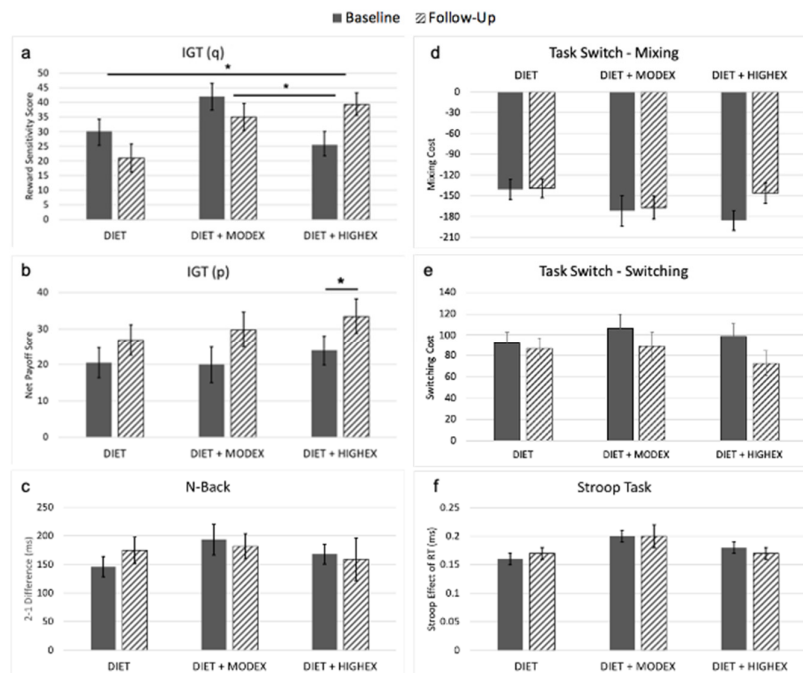 Baseline Follow-Up
a
IGT (q)
*
*
Reward Sensitivity Score
50
45
40
35
30
25
20
15
10
5
0
DIET
DIET + MODEX
DIET + HIGHEX
b
IGT (p)
*
Net Payoff Sore
40
30
20
10
0
DIET
DIET + MODEX
DIET + HIGHEX
c
N-Back
2-1 Difference (ms)
250
200
150
100
50
0
DIET
DIET + MODEX
DIET + HIGHEX
d
Task Switch - Mixing
DIET
DIET + MODEX
DIET + HIGHEX
Mixing Cost
0
-30
-60
-90
-120
-150
-180
-210
e
Task Switch - Switching
Switching Cost
140
120
100
80
60
40
20
0
DIET
DIET + MODEX
DIET + HIGHEX
f
Stroop Task
Stroop Effect of RT (ms)
0.25
0.2
0.15
0.1
0.05
0
DIET
DIET + MODEX
DIET + HIGHEX